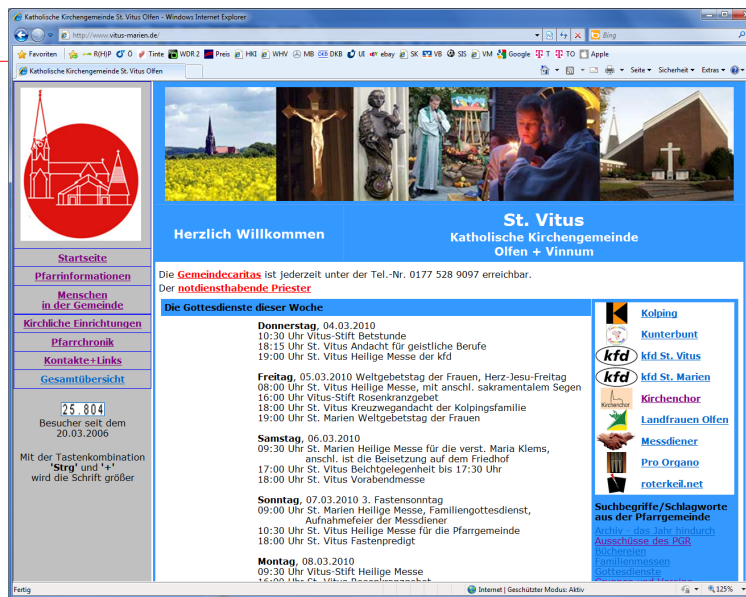 Katholische Kirchengemeinde St. Vitus Olfen - Windows Internet Explorer
http://www.vitus-marien.de/
Bing
Favoriten R(H)P Ö Tinte WDR 2 Preis HKI WHV MB DKB UI ebay SK VB SIS VM Google T TO Apple
Katholische Kirchengemeinde St. Vitus Olfen
Seite Sicherheit Extras
Herzlich Willkommen
St. Vitus
Katholische Kirchengemeinde
Olfen + Vinnum
Startseite
Pfarrinformationen
Menschen
in der Gemeinde
Kirchliche Einrichtungen
Pfarrchronik
Kontakte+Links
Gesamtübersicht
25.804
Besucher seit dem
20.03.2006
Mit der Tastenkombination
'Strg' und '+'
wird die Schrift größer
Die Gemeindecaritas ist jederzeit unter der Tel.-Nr. 0177 528 9097 erreichbar.
Der notdiensthabende Priester
Die Gottesdienste dieser Woche
Donnerstag, 04.03.2010
10:30 Uhr Vitus-Stift Betstunde
18:15 Uhr St. Vitus Andacht für geistliche Berufe
19:00 Uhr St. Vitus Heilige Messe der kfd
Freitag, 05.03.2010 Weltgebetstag der Frauen, Herz-Jesu-Freitag
08:00 Uhr St. Vitus Heilige Messe, mit anschl. sakramentalem Segen
16:00 Uhr Vitus-Stift Rosenkranzgebet
18:00 Uhr St. Vitus Kreuzwegandacht der Kolpingsfamilie
19:00 Uhr St. Marien Weltgebetstag der Frauen
Samstag, 06.03.2010
09:30 Uhr St. Marien Heilige Messe für die verst. Maria Klems,
anschl. ist die Beisetzung auf dem Friedhof
17:00 Uhr St. Vitus Beichtgelegenheit bis 17:30 Uhr
18:00 Uhr St. Vitus Vorabendmesse
Sonntag, 07.03.2010 3. Fastensonntag
09:00 Uhr St. Marien Heilige Messe, Familiengottesdienst,
Aufnahmefeier der Messdiener
10:30 Uhr St. Vitus Heilige Messe für die Pfarrgemeinde
18:00 Uhr St. Vitus Fastenpredigt
Montag, 08.03.2010
09:30 Uhr Vitus-Stift Heilige Messe
16:00 Uhr St. Vitus Rosenkranzgebet
Kolping
Kunterbunt
kfd kfd St. Vitus
kfd kfd St. Marien
Kirchenchor Kirchenchor
Landfrauen Olfen
Messdiener
Pro Organo
roterkeil.net
Suchbegriffe/Schlagworte
aus der Pfarrgemeinde
Archiv - das Jahr hindurch
Ausschüsse des PGR
Büchereien
Familienmessen
Gottesdienste
Gruppen und Vereine
Fertig
Internet | Geschützter Modus: Aktiv
125%